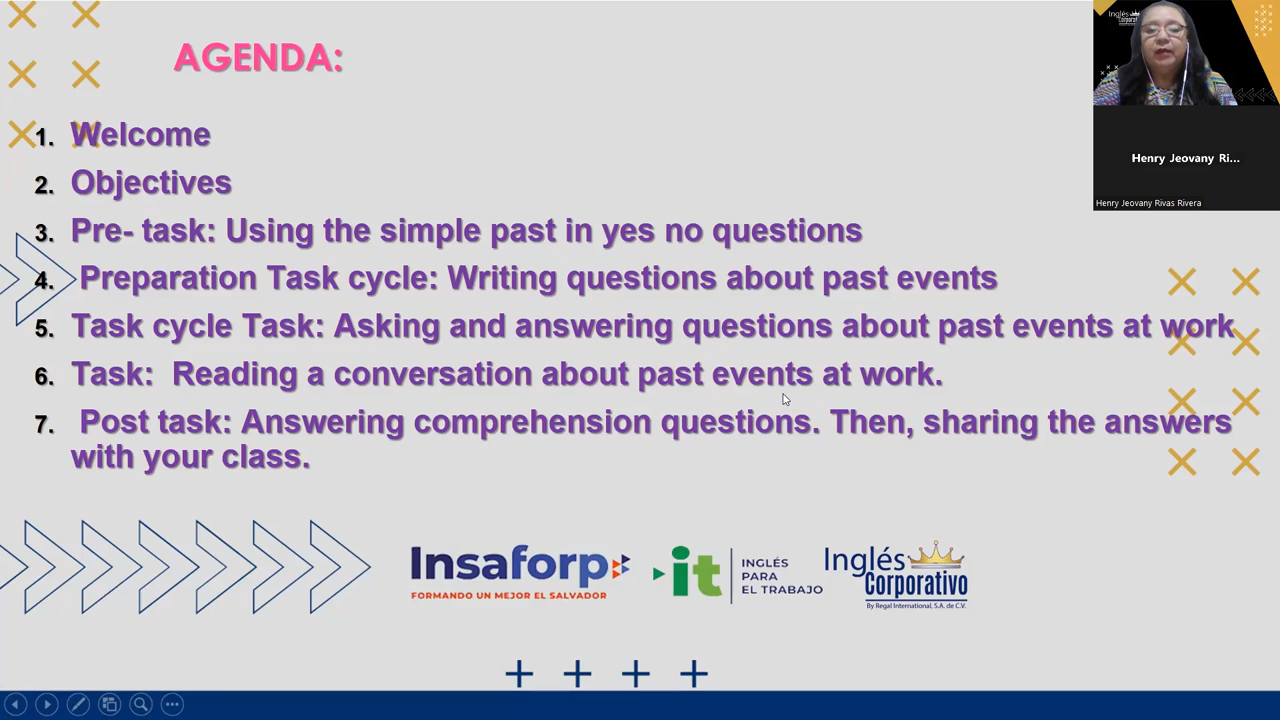 AGENDA:
1. Welcome
2. Objectives
3. Pre- task: Using the simple past in yes no questions
4. Preparation Task cycle: Writing questions about past events
5. Task cycle Task: Asking and answering questions about past events at work
6. Task: Reading a conversation about past events at work.
7. Post task: Answering comprehension questions. Then, sharing the answers
with your class.
Inglés
Corporativo
Henry Jeovany Ri...
Henry Jeovany Rivas Rivera
Insaforp
FORMANDO UN MEJOR EL SALVADOR
it
INGLÉS
PARA
EL TRABAJO
Inglés
Corporativo
By Regal International, S.A. de C.V.